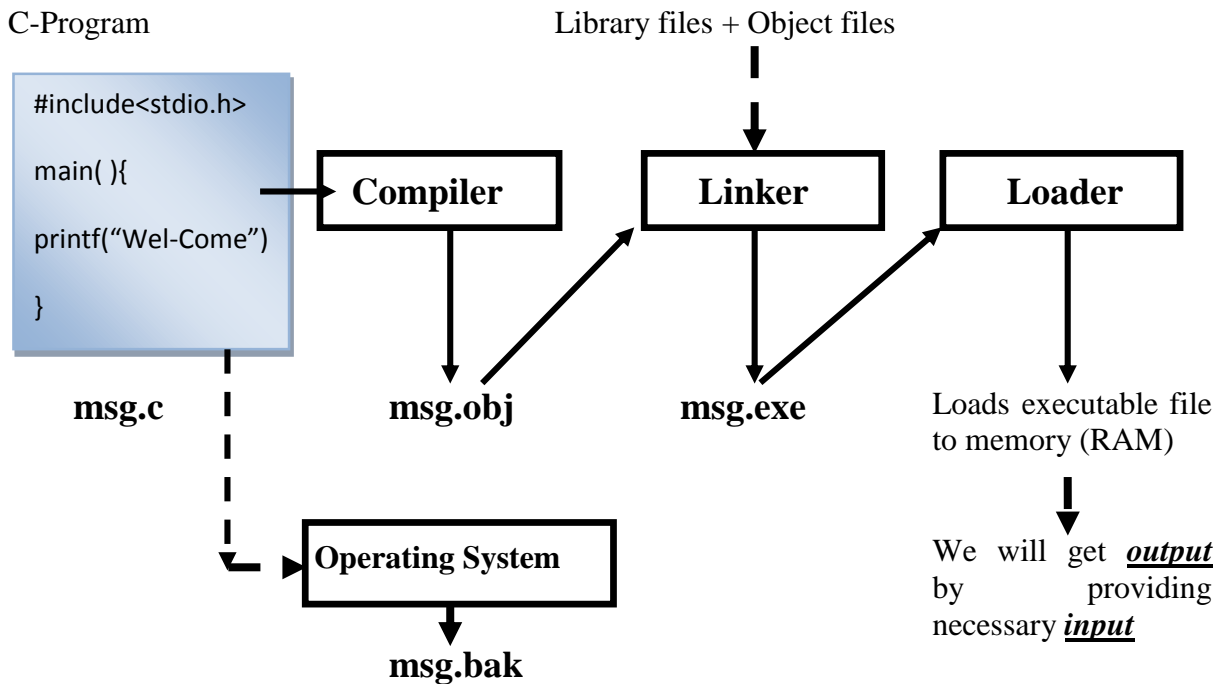 C-Program
Library files + Object files
#include<stdio.h>
main( ){
printf(“Wel-Come”)
}
Compiler
Linker
Loader
msg.c
msg.obj
msg.exe
Loads executable file
to memory (RAM)
Operating System
We will get output
by providing
necessary input
msg.bak